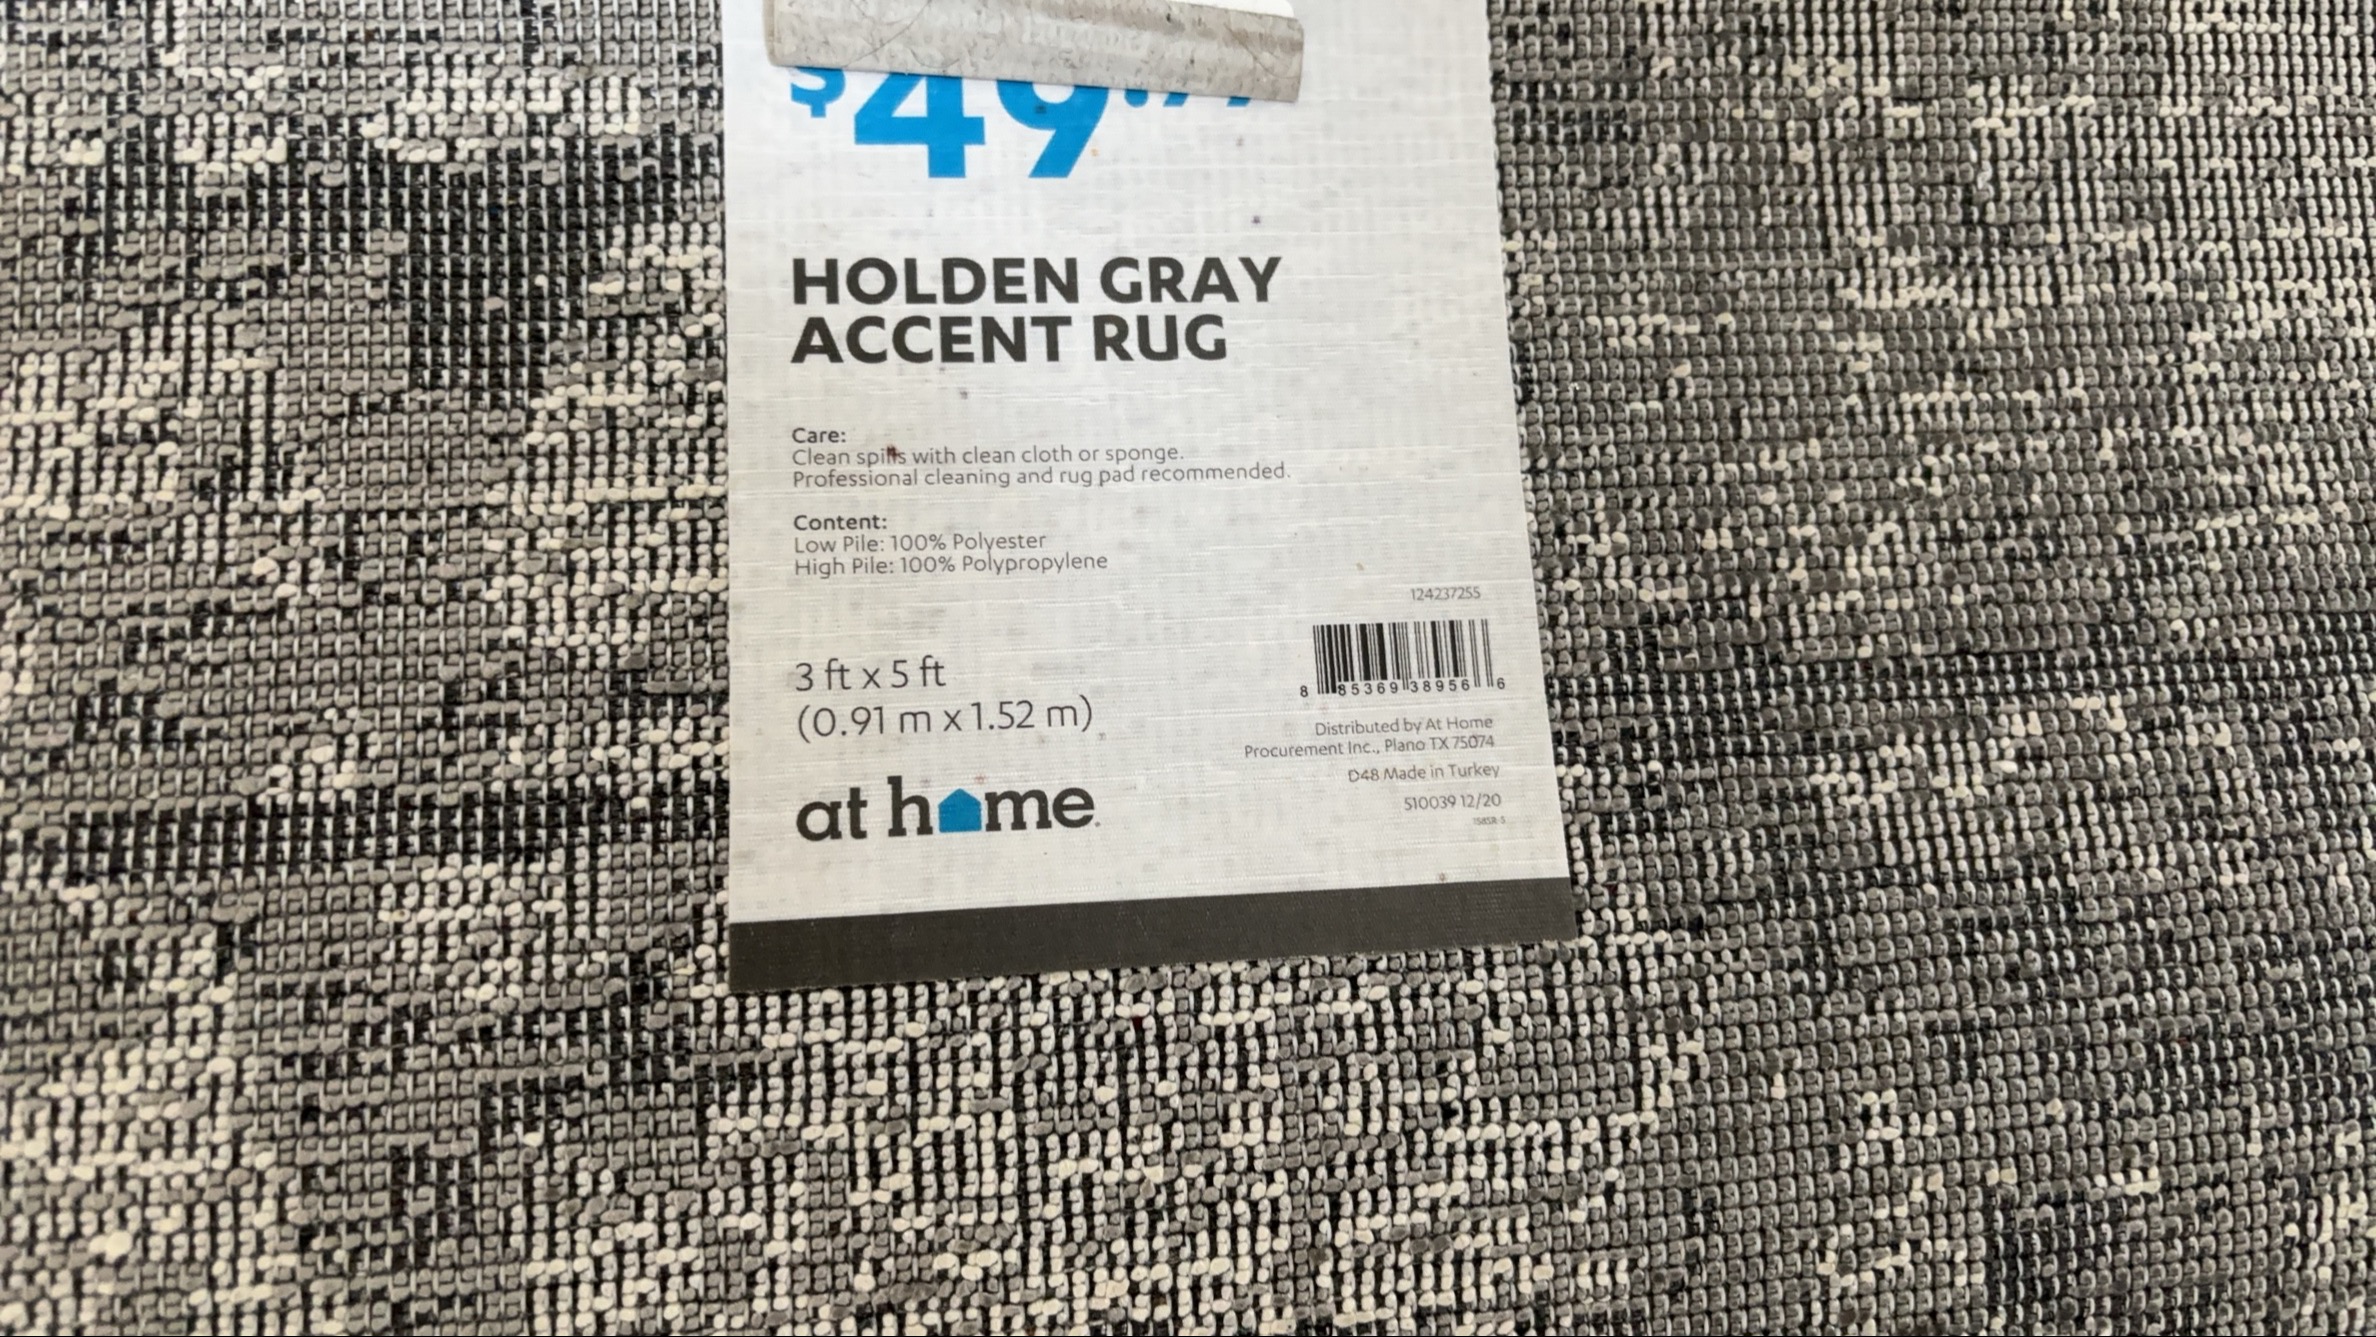 $49
HOLDEN GRAY
ACCENT RUG
Care:
Clean spills with clean cloth or sponge.
Professional cleaning and rug pad recommended.
Content:
Low Pile: 100% Polyester
High Pile: 100% Polypropylene
124237255
3 ft x 5 ft
(0.91 m x 1.52 m)
8 85369 38956 6
Distributed by At Home
Procurement Inc., Plano TX 75074
D48 Made in Turkey
510039 12/20
at home